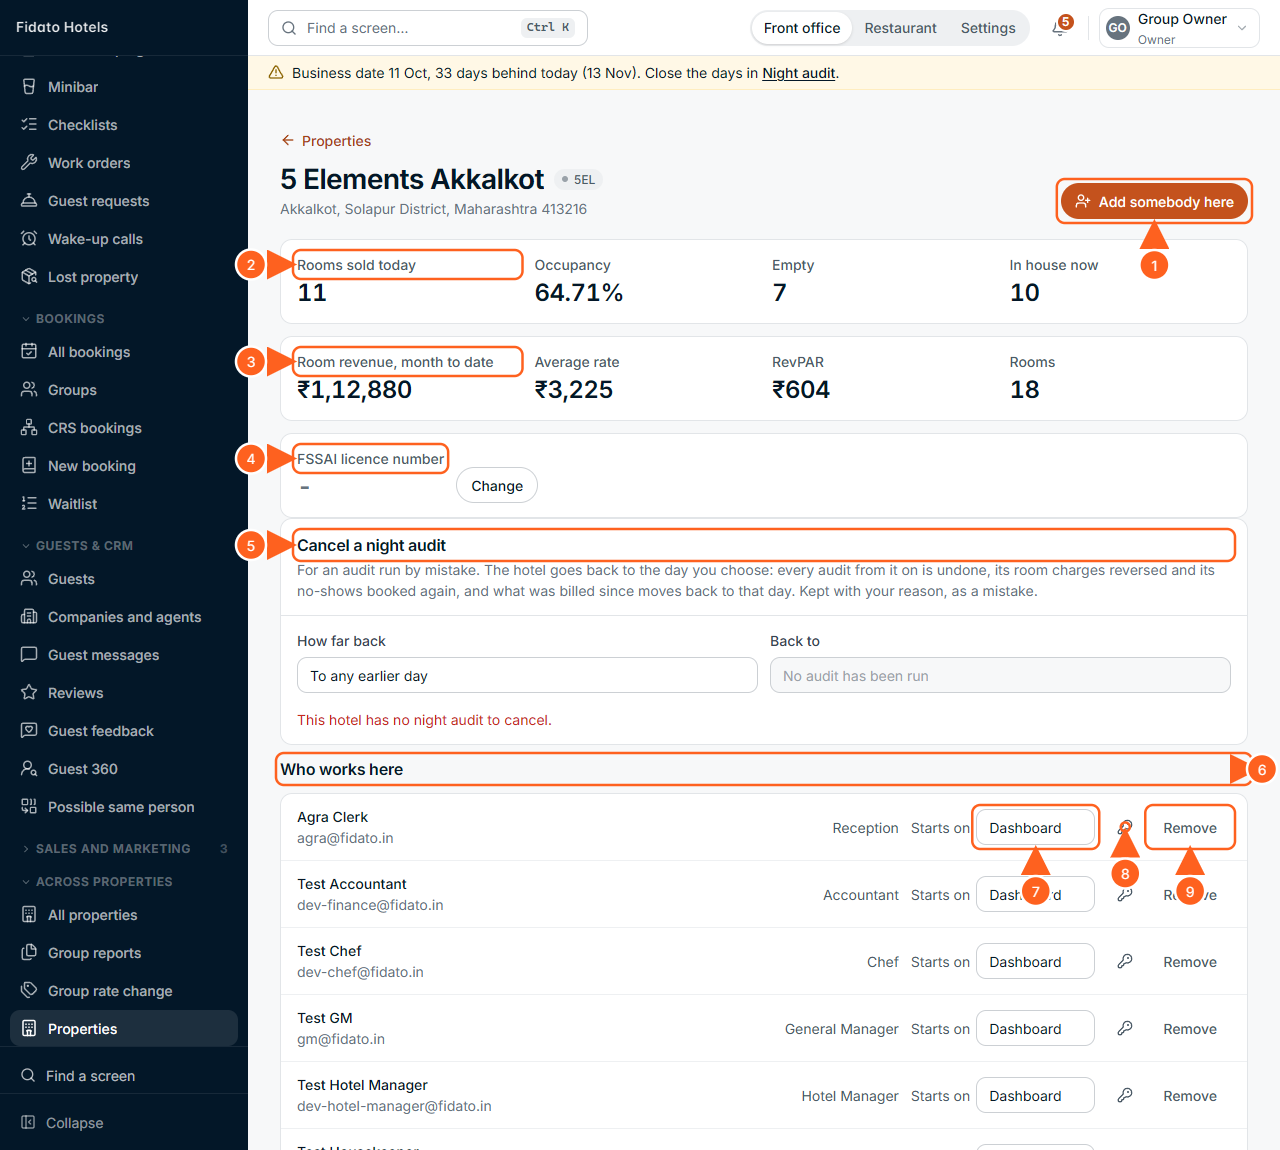 Fidato Hotels
Find a screen...
Ctrl K
Front office
Restaurant
Settings
5
GO
Group Owner
Owner
Business date 11 Oct, 33 days behind today (13 Nov). Close the days in Night audit.
Minibar
Checklists
Work orders
Guest requests
Wake-up calls
Lost property
BOOKINGS
All bookings
Groups
CRS bookings
New booking
Waitlist
GUESTS & CRM
Guests
Companies and agents
Guest messages
Reviews
Guest feedback
Guest 360
Possible same person
SALES AND MARKETING 3
ACROSS PROPERTIES
All properties
Group reports
Group rate change
Properties
Find a screen
Collapse
Properties
5 Elements Akkalkot
5EL
Akkalkot, Solapur District, Maharashtra 413216
Add somebody here
1
2
Rooms sold today
11
Occupancy
64.71%
Empty
7
In house now
10
3
Room revenue, month to date
₹1,12,880
Average rate
₹3,225
RevPAR
₹604
Rooms
18
4
FSSAI licence number
–
Change
5
Cancel a night audit
For an audit run by mistake. The hotel goes back to the day you choose: every audit from it on is undone, its room charges reversed and its
no-shows booked again, and what was billed since moves back to that day. Kept with your reason, as a mistake.
How far back
To any earlier day
Back to
No audit has been run
This hotel has no night audit to cancel.
Who works here
6
Agra Clerk
agra@fidato.in
Reception Starts on Dashboard Remove
7
8
9
Test Accountant
dev-finance@fidato.in
Accountant Starts on
Test Chef
dev-chef@fidato.in
Chef Starts on Dashboard Remove
Test GM
gm@fidato.in
General Manager Starts on Dashboard Remove
Test Hotel Manager
dev-hotel-manager@fidato.in
Hotel Manager Starts on Dashboard Remove